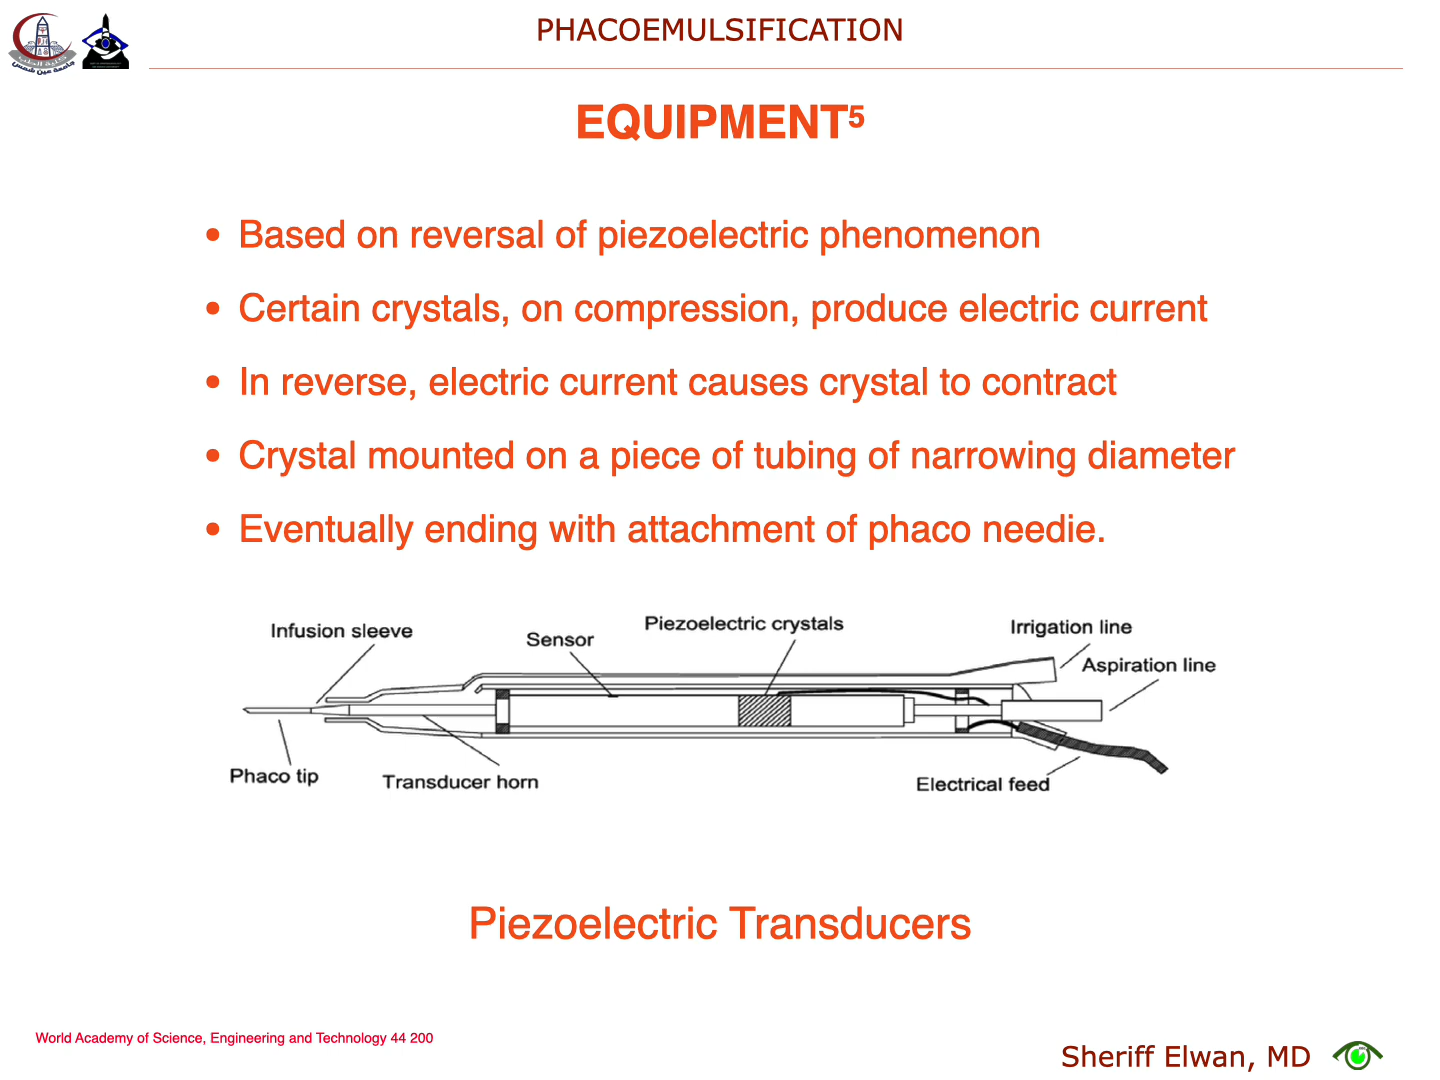 PHACOEMULSIFICATION
جامعة عين شمس
EQUIPMENT⁵
• Based on reversal of piezoelectric phenomenon
• Certain crystals, on compression, produce electric current
• In reverse, electric current causes crystal to contract
• Crystal mounted on a piece of tubing of narrowing diameter
• Eventually ending with attachment of phaco needie.
Infusion sleeve
Sensor
Piezoelectric crystals
Irrigation line
Aspiration line
Phaco tip
Transducer horn
Electrical feed
Piezoelectric Transducers
World Academy of Science, Engineering and Technology 44 200
Sheriff Elwan, MD